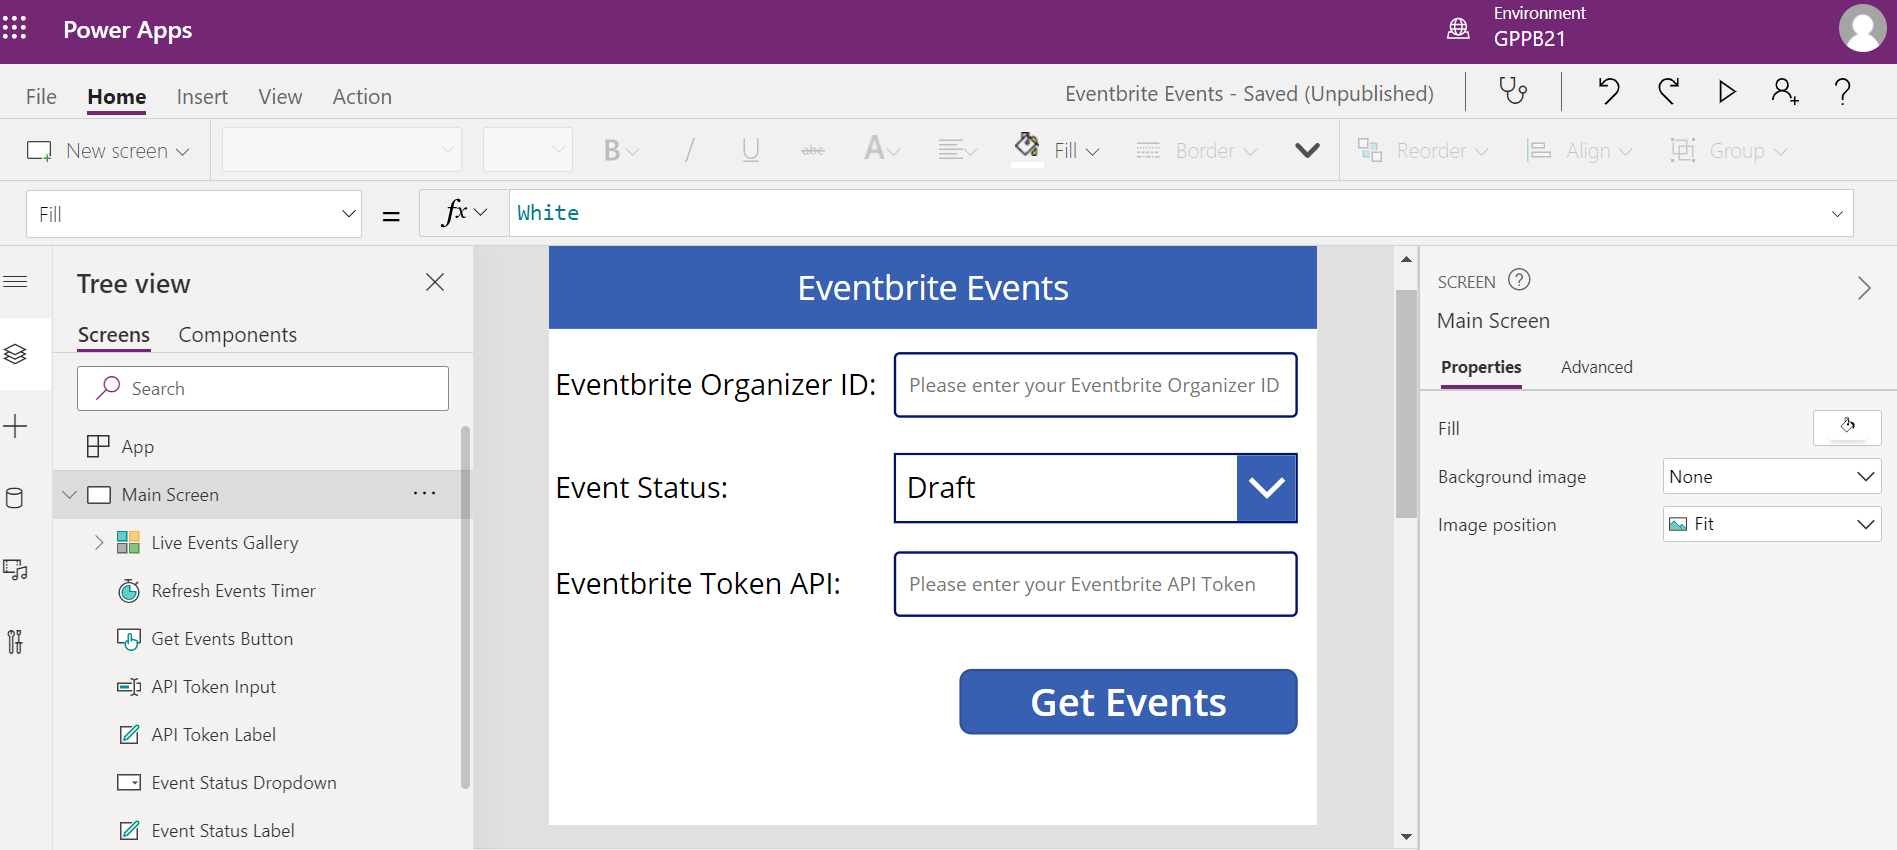 Power Apps
Environment
GPPB21
File Home Insert View Action
Eventbrite Events - Saved (Unpublished)
New screen B / U abc A Fill Border Reorder Align Group
Fill = fx White
Tree view
Screens Components
Search
App
Main Screen ...
Live Events Gallery
Refresh Events Timer
Get Events Button
API Token Input
API Token Label
Event Status Dropdown
Event Status Label
Eventbrite Events
Eventbrite Organizer ID: Please enter your Eventbrite Organizer ID
Event Status: Draft
Eventbrite Token API: Please enter your Eventbrite API Token
Get Events
SCREEN ?
Main Screen
Properties Advanced
Fill
Background image None
Image position Fit